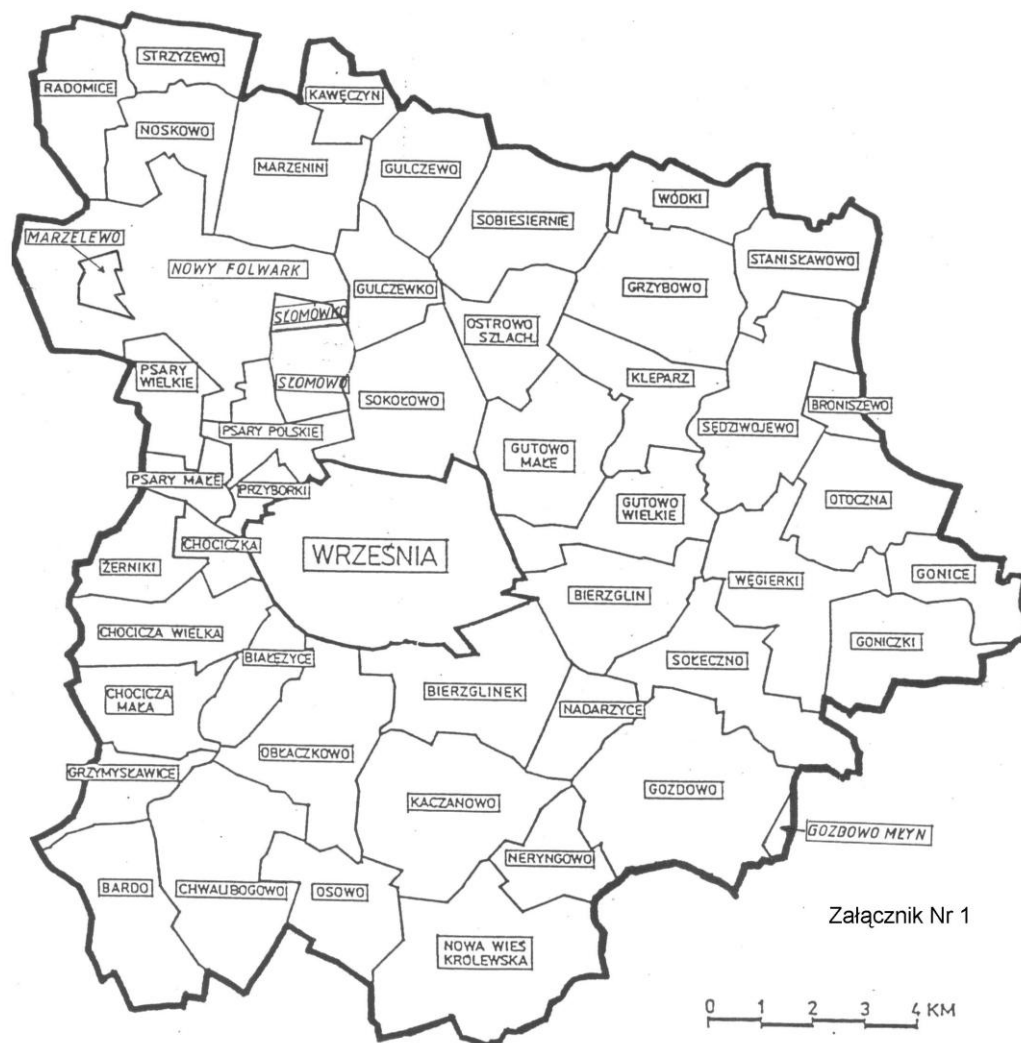 STRZYŻEWO
RADOMICE
KAWĘCZYN
NOSKOWO
MARZENIN
GULCZEWO
WÓDKI
SOBIESIERNIE
MARZELEWO
STANISŁAWOWO
NOWY FOLWARK
GULCZEWKO
GRZYBOWO
SŁOMÓWKO
OSTROWO
SZLACH.
PSARY
WIELKIE
SŁOMOWO
KLEPARZ
SOKOŁOWO
BRONISZEWO
PSARY POLSKIE
SĘDZIWOJEWO
GUTOWO
MAŁE
PSARY MAŁE
PRZYBORKI
OTOCZNA
GUTOWO
WIELKIE
CHOCICZKA
WRZEŚNIA
ŻERNIKI
BIERZGLIN
WĘGIERKI
GONICE
CHOCICZA WIELKA
BIAŁĘŻYCE
SOŁECZNO
GONICZKI
CHOCICZA
MAŁA
BIERZGLINEK
NADARZYCE
OBŁACZKOWO
GRZYMYSŁAWICE
KACZANOWO
GOZDOWO
GOZDOWO MŁYN
NERYNGOWO
BARDO
CHWALIBOGOWO
OSOWO
Załącznik Nr 1
NOWA WIEŚ
KRÓLEWSKA
0 1 2 3 4 KM